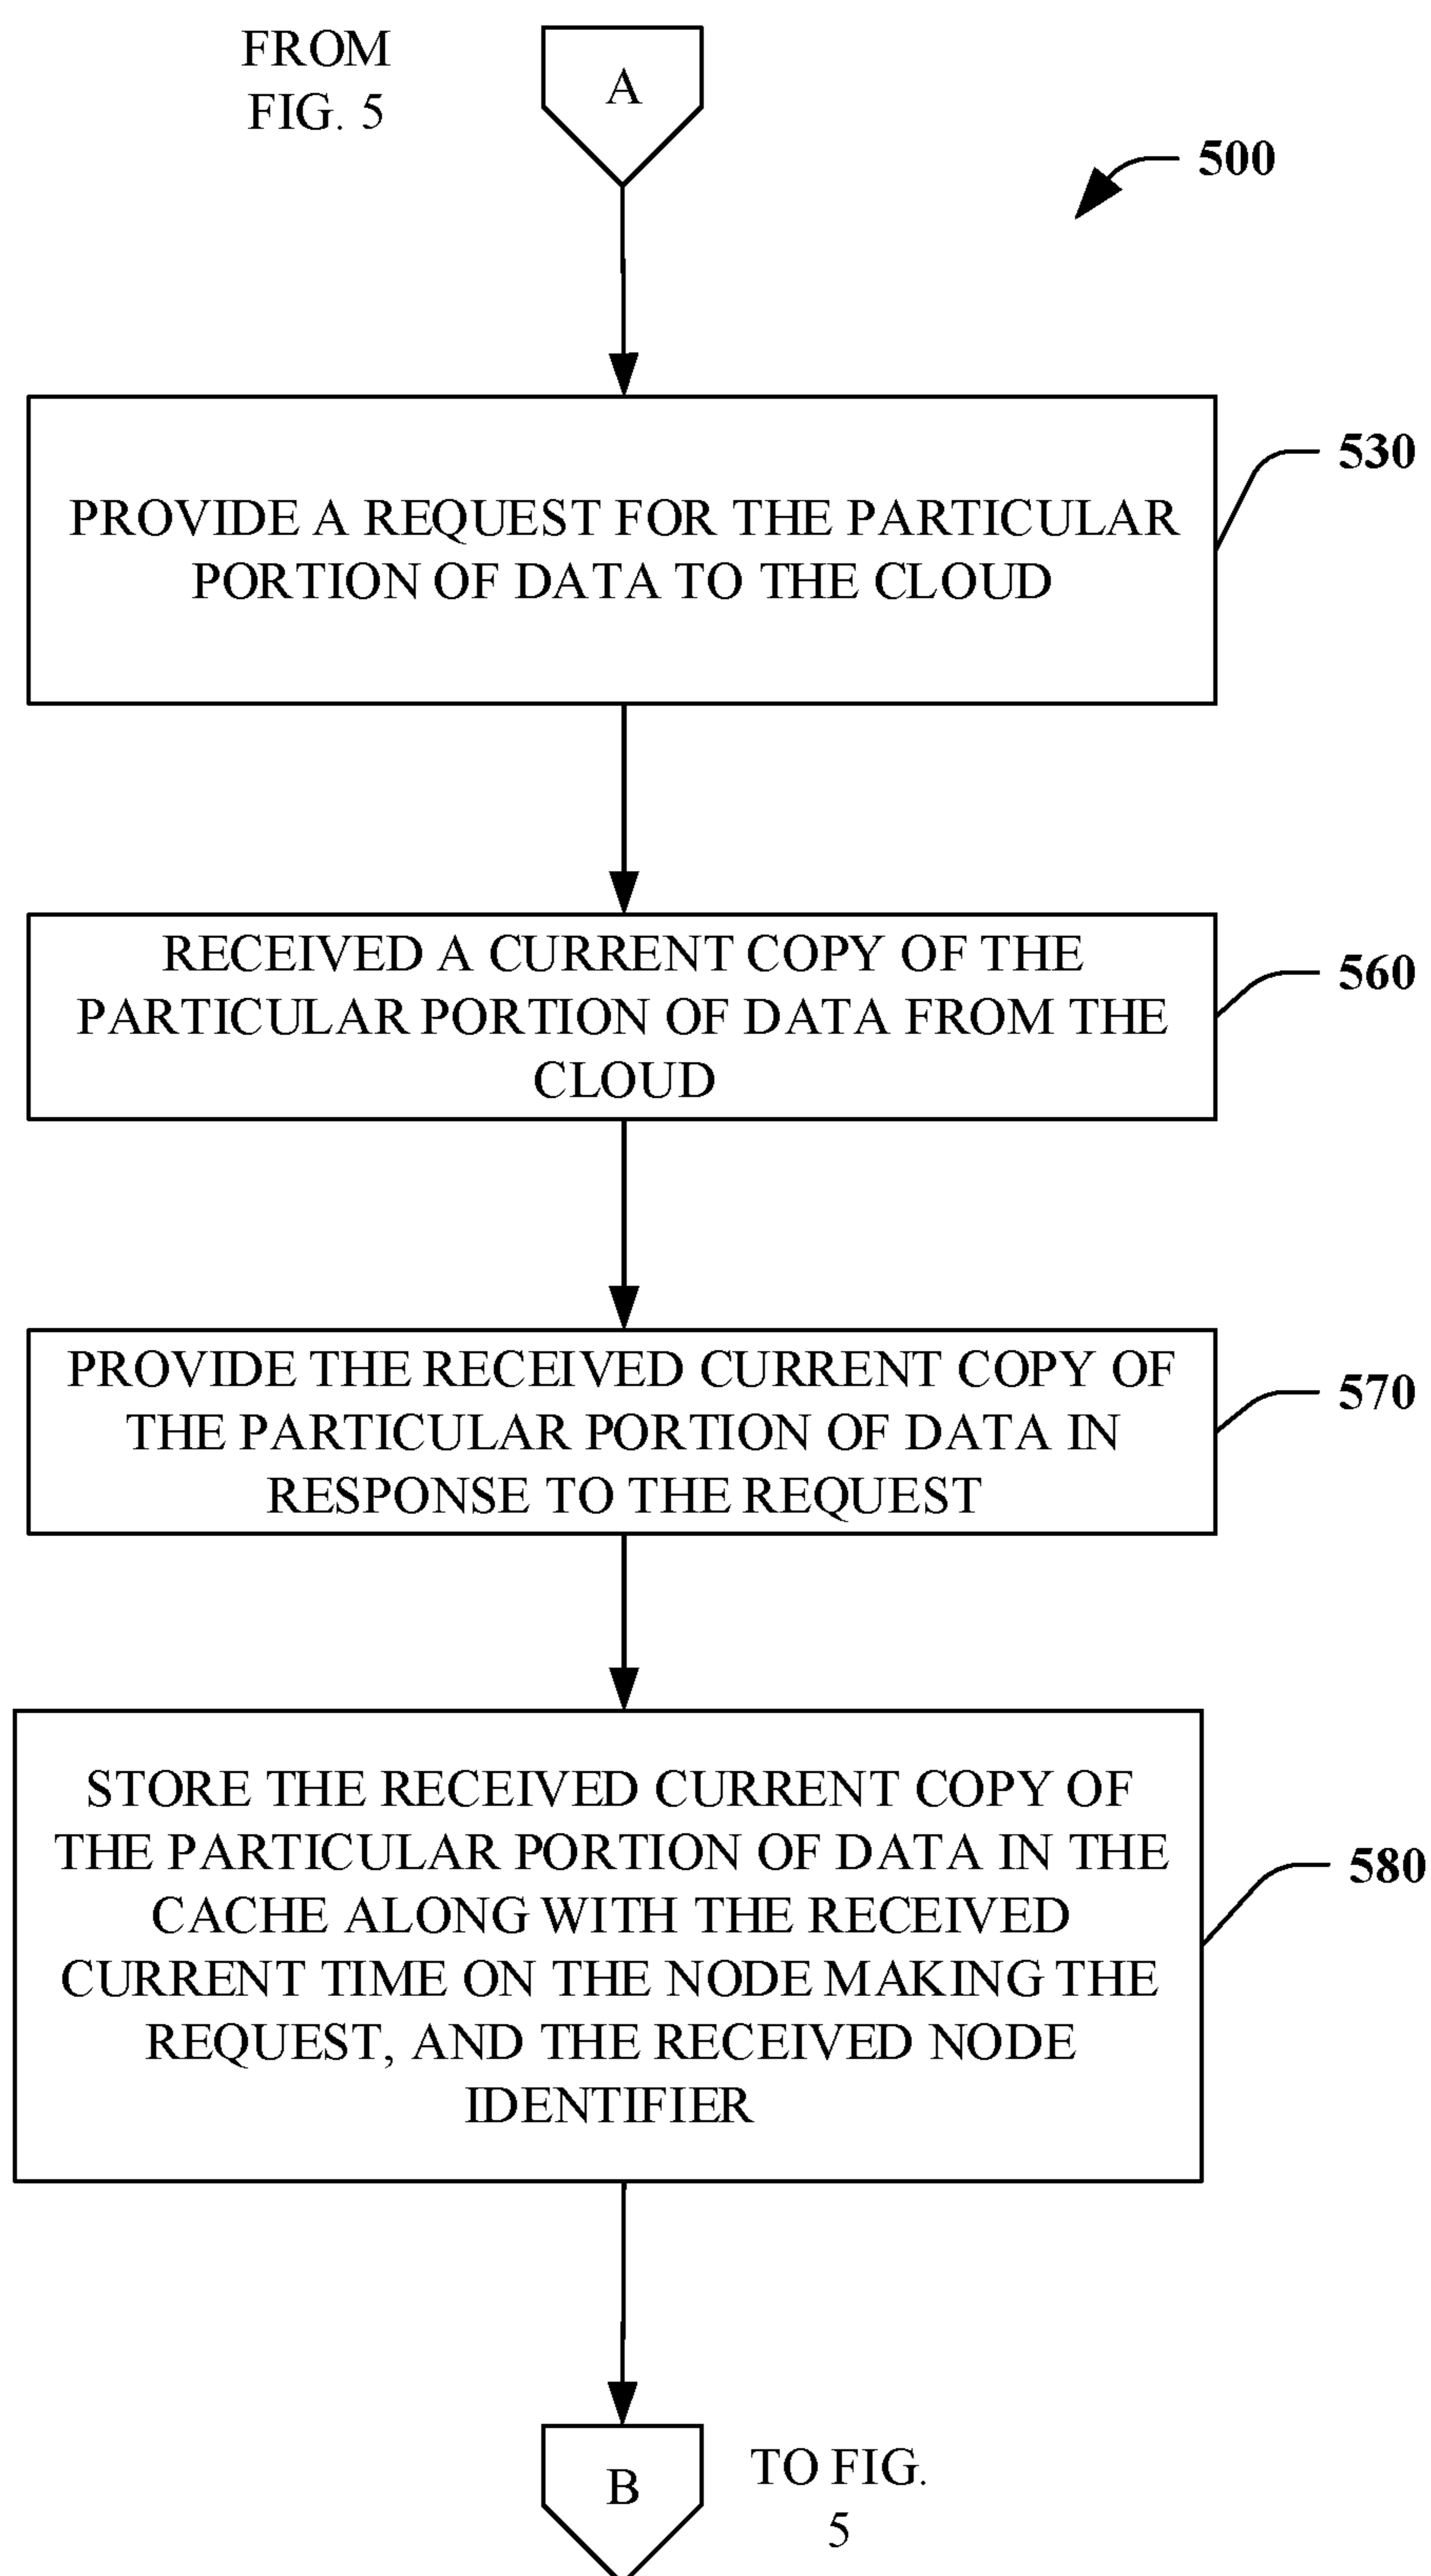 FROM
FIG. 5
A
500
PROVIDE A REQUEST FOR THE PARTICULAR
PORTION OF DATA TO THE CLOUD
530
RECEIVED A CURRENT COPY OF THE
PARTICULAR PORTION OF DATA FROM THE
CLOUD
560
PROVIDE THE RECEIVED CURRENT COPY OF
THE PARTICULAR PORTION OF DATA IN
RESPONSE TO THE REQUEST
570
STORE THE RECEIVED CURRENT COPY OF
THE PARTICULAR PORTION OF DATA IN THE
CACHE ALONG WITH THE RECEIVED
CURRENT TIME ON THE NODE MAKING THE
REQUEST, AND THE RECEIVED NODE
IDENTIFIER
580
B
TO FIG.
5